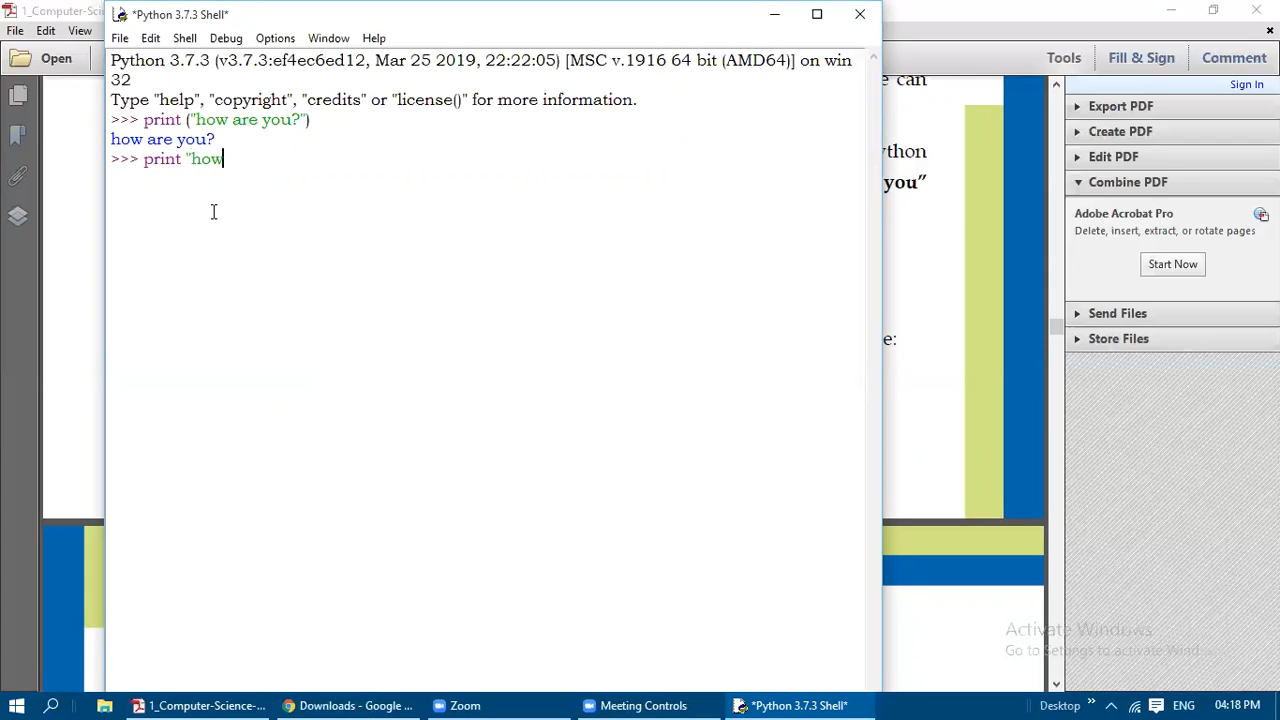 1_Computer-Science
*Python 3.7.3 Shell*
File Edit View
File Edit Shell Debug Options Window Help
Open
Tools Fill & Sign Comment
Sign In
Python 3.7.3 (v3.7.3:ef4ec6ed12, Mar 25 2019, 22:22:05) [MSC v.1916 64 bit (AMD64)] on win
32
Type "help", "copyright", "credits" or "license()" for more information.
>>> print ("how are you?")
how are you?
>>> print "how
e can
ython
you"
e:
Export PDF
Create PDF
Edit PDF
Combine PDF
Adobe Acrobat Pro
Delete, insert, extract, or rotate pages
Start Now
Send Files
Store Files
Activate Windows
Go to Settings to activate Wind
1_Computer-Science-...
Downloads - Google ...
Zoom
Meeting Controls
*Python 3.7.3 Shell*
Desktop
ENG
04:18 PM